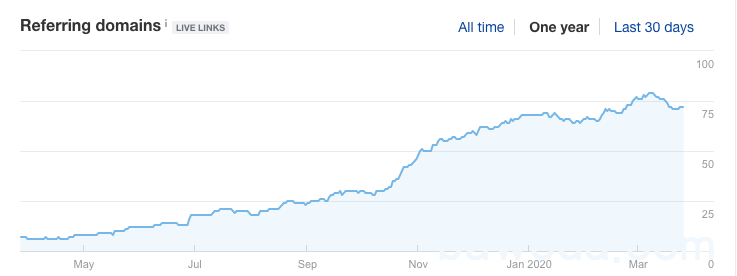 Referring domains i LIVE LINKS
All time One year Last 30 days
100
75
50
25
0
May Jul Sep Nov Jan 2020 Mar